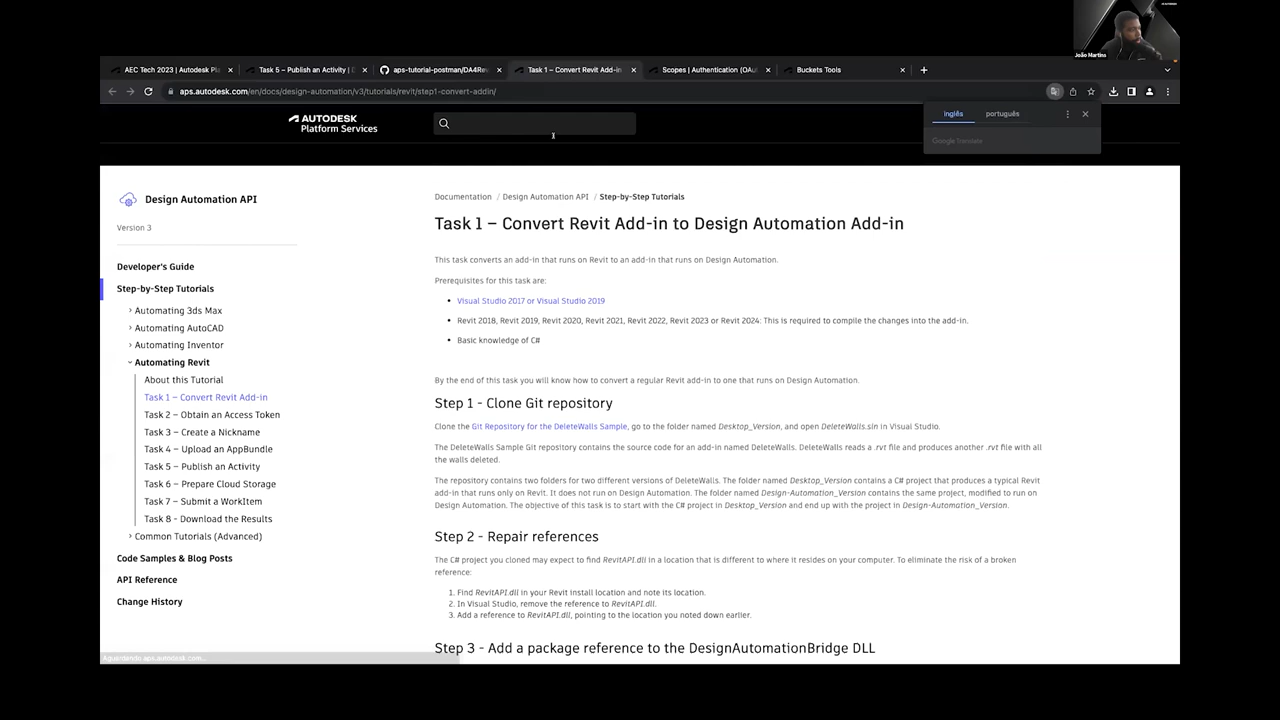 João Martins
AEC Tech 2023 | Autodesk Pl
Task 5 – Publish an Activity | D
aps-tutorial-postman/DA4Rev
Task 1 – Convert Revit Add-in
Scopes | Authentication (OAu
Buckets Tools
aps.autodesk.com/en/docs/design-automation/v3/tutorials/revit/step1-convert-addin/
inglês
português
Google Translate
AUTODESK
Platform Services
Design Automation API
Version 3
Developer's Guide
Step-by-Step Tutorials
Automating 3ds Max
Automating AutoCAD
Automating Inventor
Automating Revit
About this Tutorial
Task 1 – Convert Revit Add-in
Task 2 – Obtain an Access Token
Task 3 – Create a Nickname
Task 4 – Upload an AppBundle
Task 5 – Publish an Activity
Task 6 – Prepare Cloud Storage
Task 7 – Submit a WorkItem
Task 8 - Download the Results
Common Tutorials (Advanced)
Code Samples & Blog Posts
API Reference
Change History
Documentation / Design Automation API / Step-by-Step Tutorials
Task 1 – Convert Revit Add-in to Design Automation Add-in
This task converts an add-in that runs on Revit to an add-in that runs on Design Automation.
Prerequisites for this task are:
• Visual Studio 2017 or Visual Studio 2019
• Revit 2018, Revit 2019, Revit 2020, Revit 2021, Revit 2022, Revit 2023 or Revit 2024: This is required to compile the changes into the add-in.
• Basic knowledge of C#
By the end of this task you will know how to convert a regular Revit add-in to one that runs on Design Automation.
Step 1 - Clone Git repository
Clone the Git Repository for the DeleteWalls Sample, go to the folder named Desktop_Version, and open DeleteWalls.sln in Visual Studio.
The DeleteWalls Sample Git repository contains the source code for an add-in named DeleteWalls. DeleteWalls reads a .rvt file and produces another .rvt file with all
the walls deleted.
The repository contains two folders for two different versions of DeleteWalls. The folder named Desktop_Version contains a C# project that produces a typical Revit
add-in that runs only on Revit. It does not run on Design Automation. The folder named Design-Automation_Version contains the same project, modified to run on
Design Automation. The objective of this task is to start with the C# project in Desktop_Version and end up with the project in Design-Automation_Version.
Step 2 - Repair references
The C# project you cloned may expect to find RevitAPI.dll in a location that is different to where it resides on your computer. To eliminate the risk of a broken
reference:
1. Find RevitAPI.dll in your Revit install location and note its location.
2. In Visual Studio, remove the reference to RevitAPI.dll.
3. Add a reference to RevitAPI.dll, pointing to the location you noted down earlier.
Step 3 - Add a package reference to the DesignAutomationBridge DLL
Aguardando aps.autodesk.com...